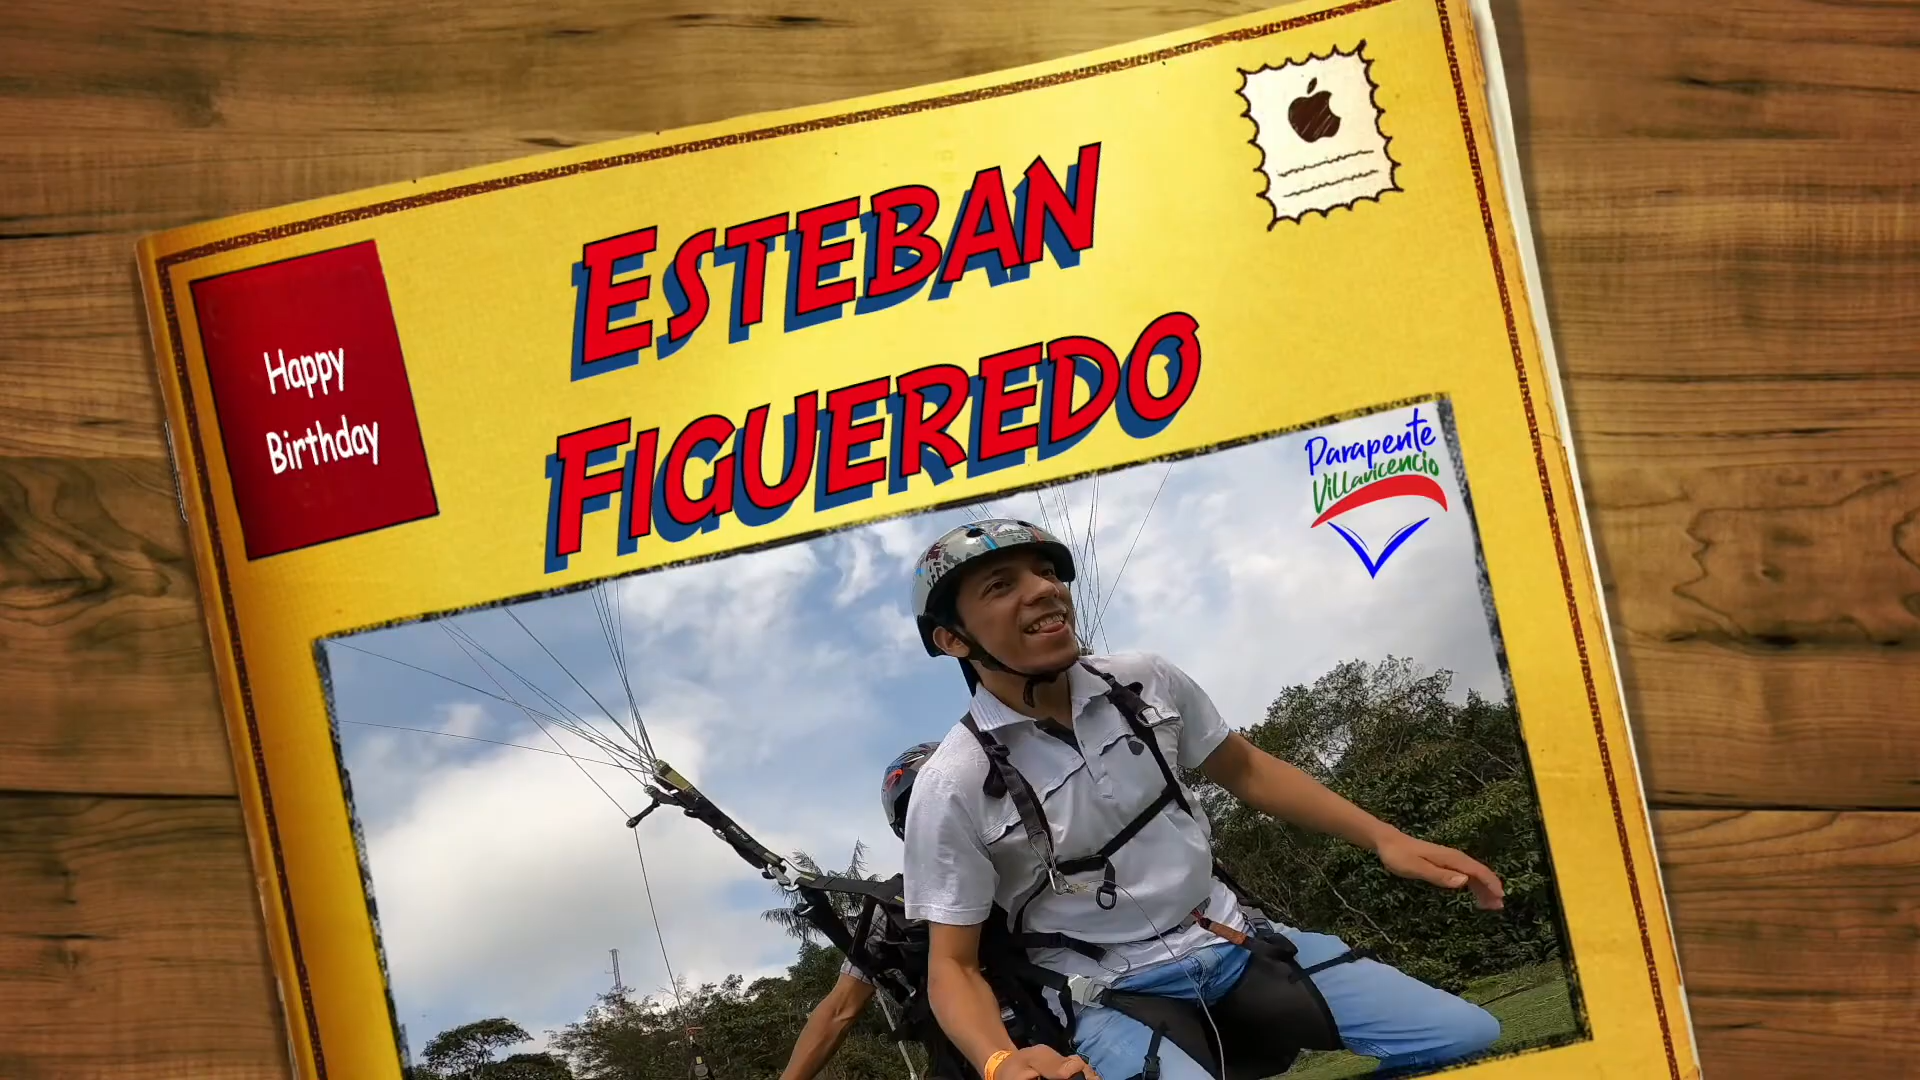 ESTEBAN
FIGUEREDO
Happy
Birthday
Parapente
Villavicencio